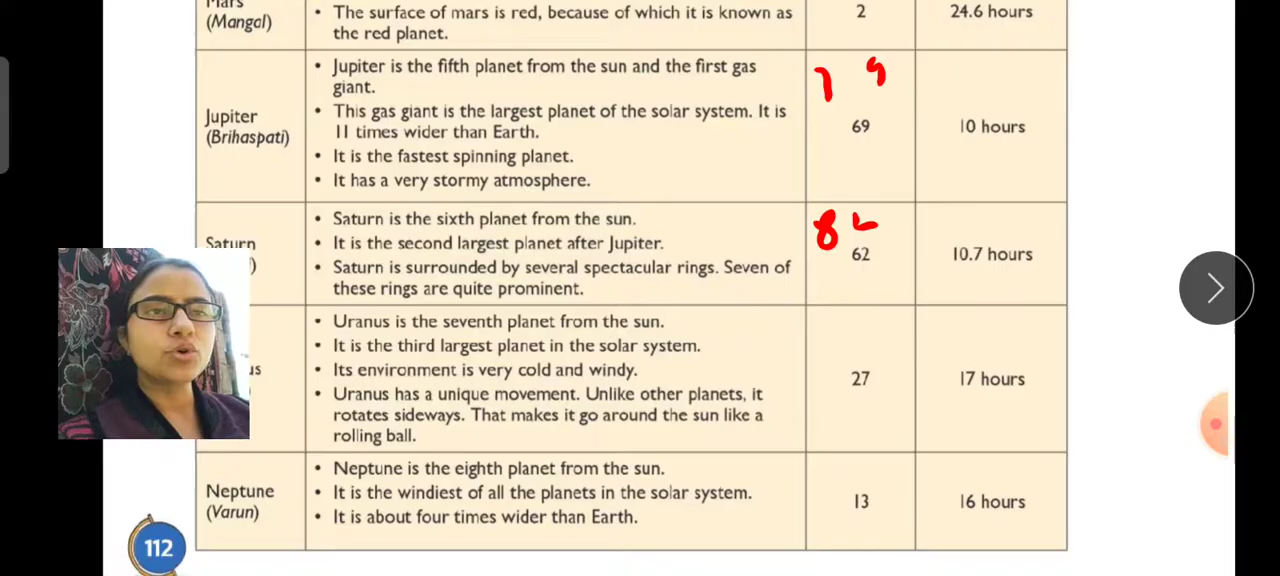 Mars
(Mangal)
• The surface of mars is red, because of which it is known as
the red planet.
2
24.6 hours
Jupiter
(Brihaspati)
• Jupiter is the fifth planet from the sun and the first gas
giant.
• This gas giant is the largest planet of the solar system. It is
11 times wider than Earth.
• It is the fastest spinning planet.
• It has a very stormy atmosphere.
7 9
69
10 hours
Saturn
• Saturn is the sixth planet from the sun.
• It is the second largest planet after Jupiter.
• Saturn is surrounded by several spectacular rings. Seven of
these rings are quite prominent.
8
62
10.7 hours
us
• Uranus is the seventh planet from the sun.
• It is the third largest planet in the solar system.
• Its environment is very cold and windy.
• Uranus has a unique movement. Unlike other planets, it
rotates sideways. That makes it go around the sun like a
rolling ball.
27
17 hours
Neptune
(Varun)
• Neptune is the eighth planet from the sun.
• It is the windiest of all the planets in the solar system.
• It is about four times wider than Earth.
13
16 hours
112